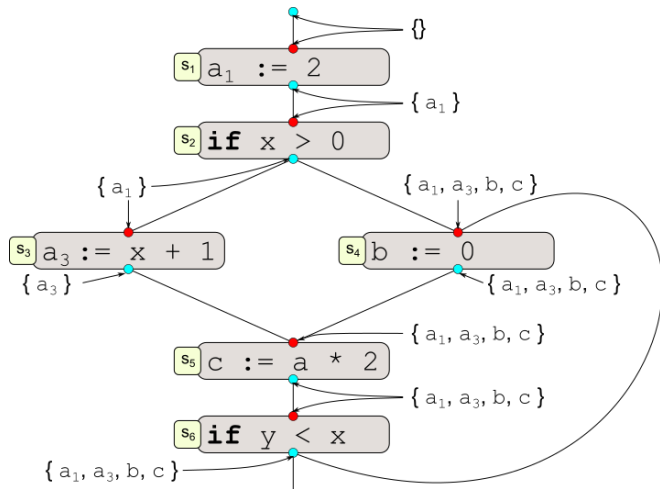 {}
s₁ a₁ := 2
{ a₁ }
s₂ if x > 0
{ a₁ }
{ a₁, a₃, b, c }
s₃ a₃ := x + 1
s₄ b := 0
{ a₃ }
{ a₁, a₃, b, c }
{ a₁, a₃, b, c }
s₅ c := a * 2
{ a₁, a₃, b, c }
s₆ if y < x
{ a₁, a₃, b, c }